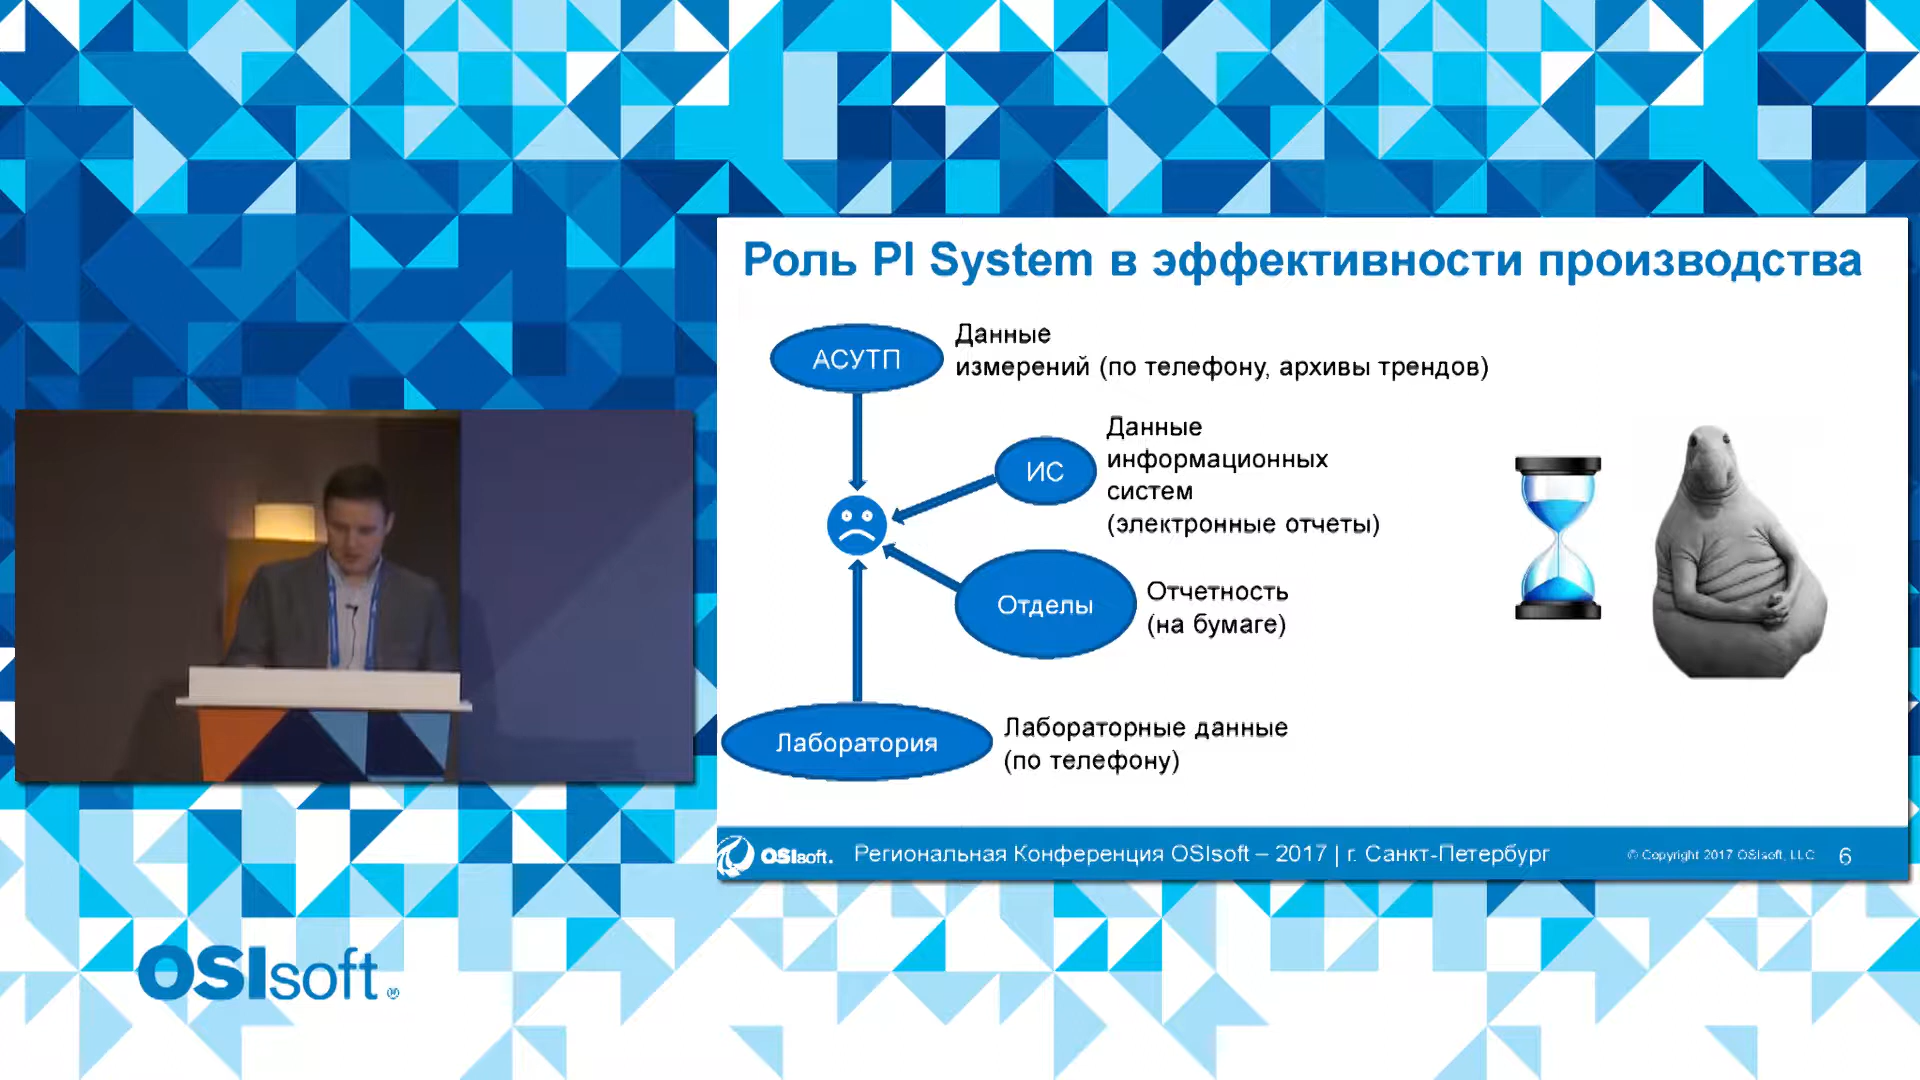 Роль PI System в эффективности производства
АСУТП
Данные
измерений (по телефону, архивы трендов)
ИС
Данные
информационных
систем
(электронные отчеты)
Отделы
Отчетность
(на бумаге)
Лаборатория
Лабораторные данные
(по телефону)
OSIsoft.
Региональная Конференция OSIsoft – 2017 | г. Санкт-Петербург
© Copyright 2017 OSIsoft, LLC
6
OSIsoft®